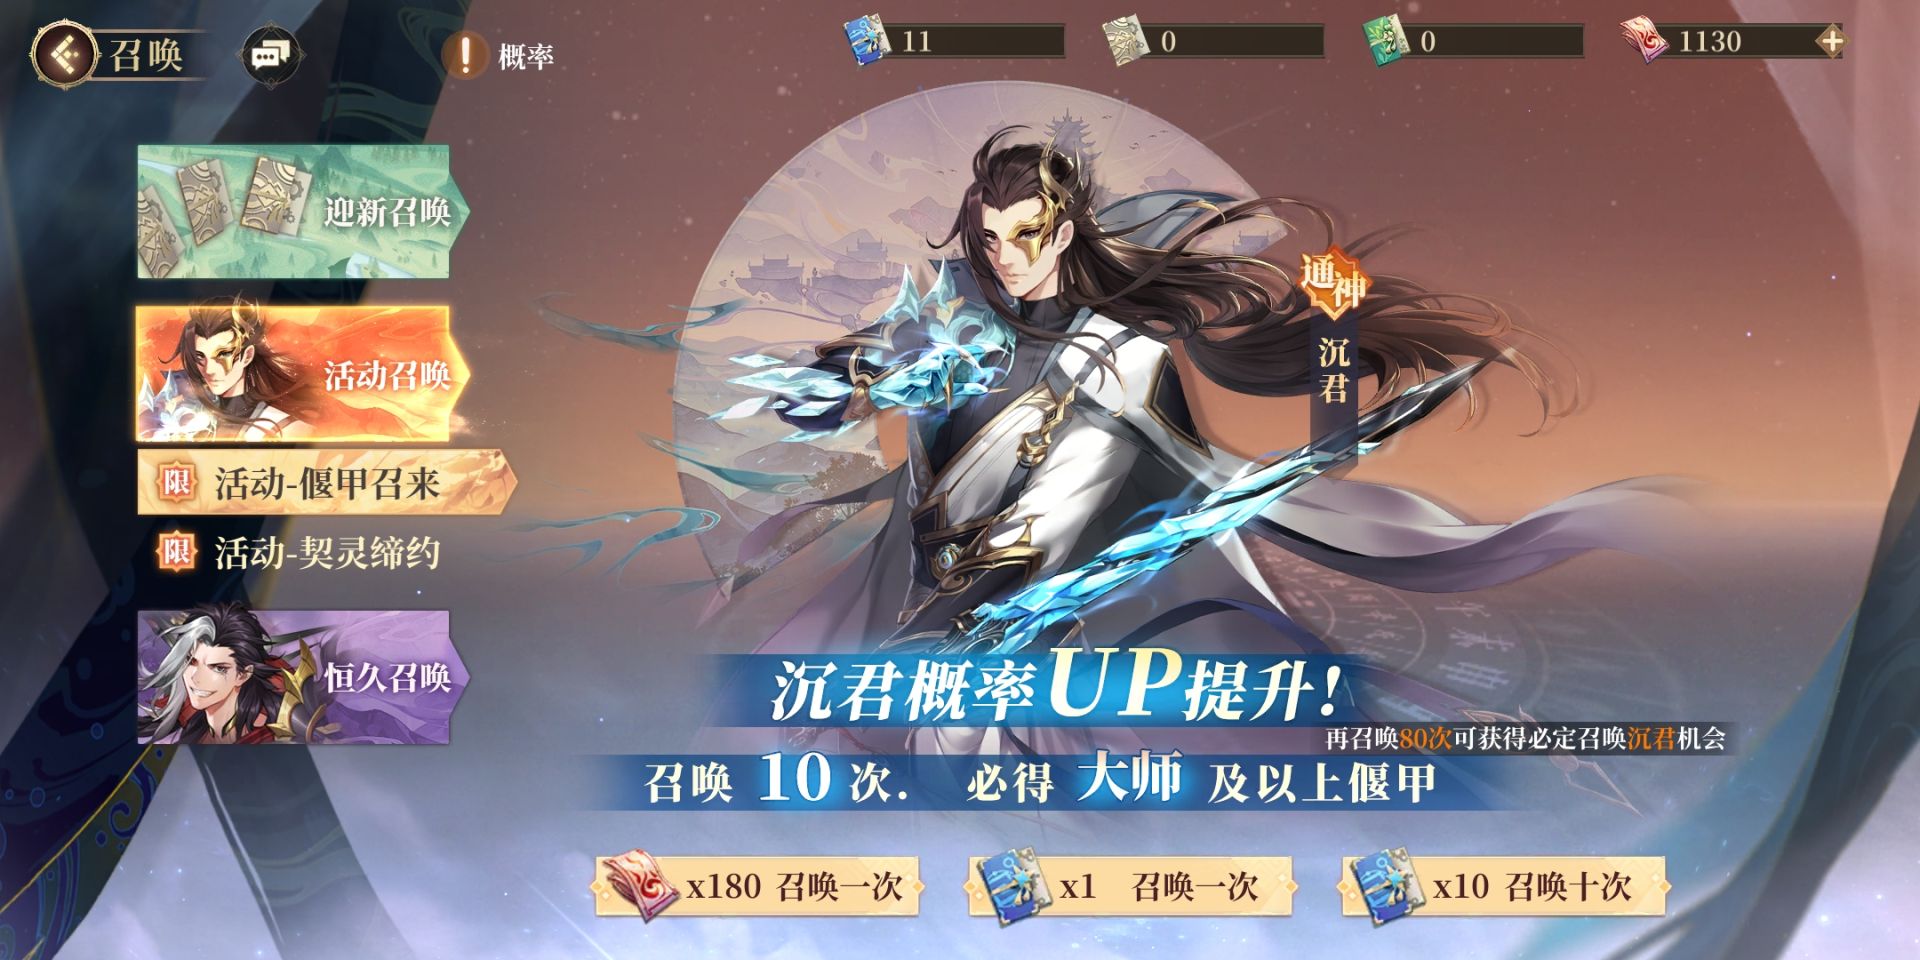 召唤
概率
11
0
0
1130
迎新召唤
活动召唤
限 活动-偃甲召来
限 活动-契灵缔约
恒久召唤
通神
沉君
沉君概率UP提升!
再召唤80次可获得必定召唤沉君机会
召唤 10 次. 必得 大师 及以上偃甲
x180 召唤一次
x1 召唤一次
x10 召唤十次